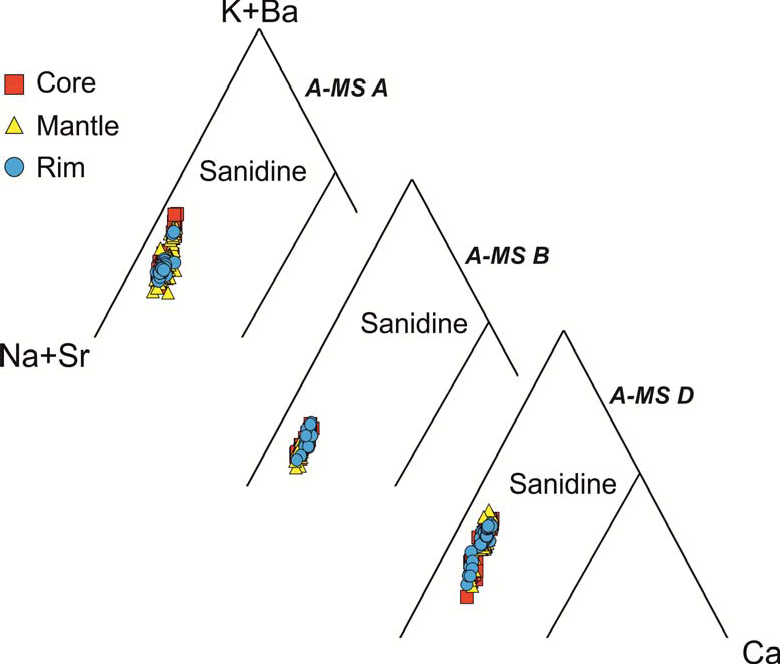 K+Ba
Core
A-MS A
Mantle
Rim
Sanidine
A-MS B
Sanidine
Na+Sr
A-MS D
Sanidine
Ca